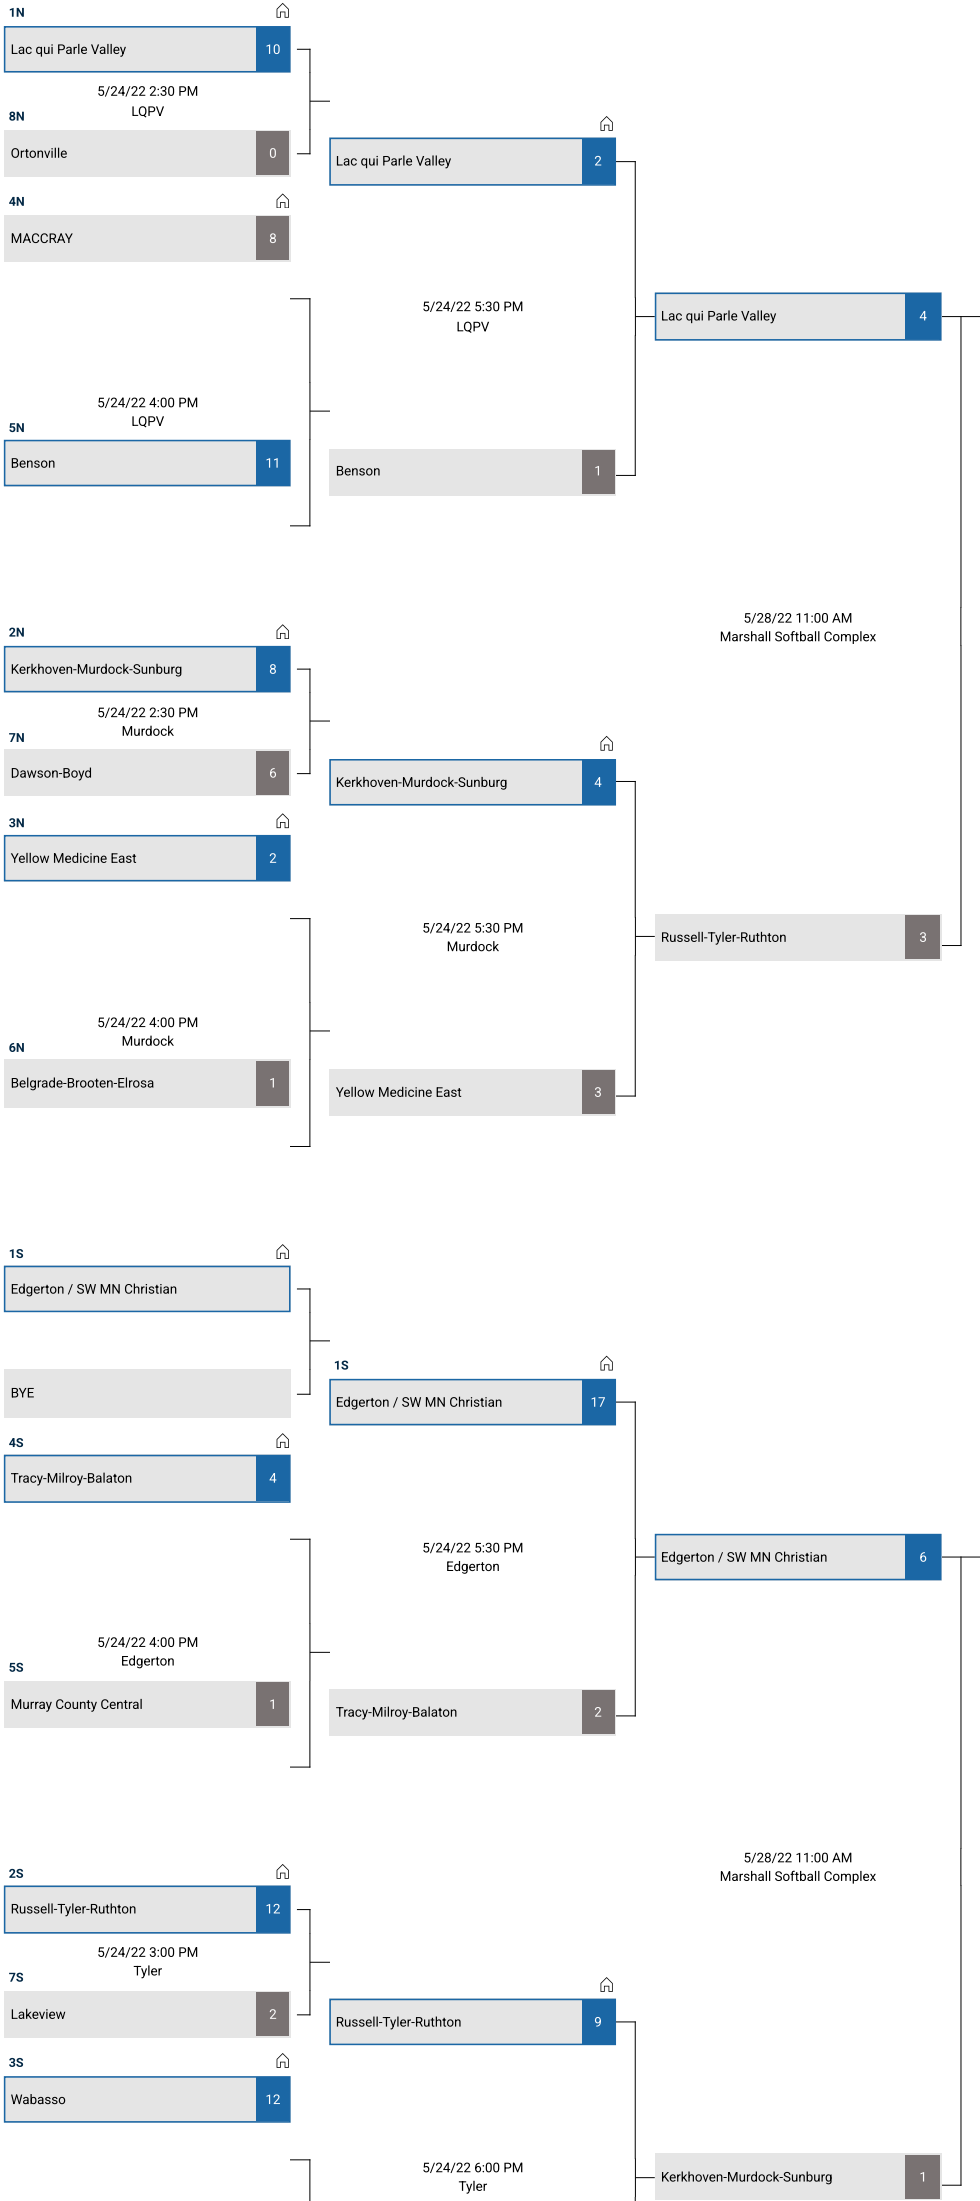 1N
Lac qui Parle Valley 10
5/24/22 2:30 PM
LQPV
8N
Ortonville 0
Lac qui Parle Valley 2
4N
MACCRAY 8
5/24/22 5:30 PM
LQPV
Lac qui Parle Valley 4
5/24/22 4:00 PM
LQPV
5N
Benson 11
Benson 1
5/28/22 11:00 AM
Marshall Softball Complex
2N
Kerkhoven-Murdock-Sunburg 8
5/24/22 2:30 PM
Murdock
7N
Dawson-Boyd 6
Kerkhoven-Murdock-Sunburg 4
3N
Yellow Medicine East 2
5/24/22 5:30 PM
Murdock
Russell-Tyler-Ruthton 3
5/24/22 4:00 PM
Murdock
6N
Belgrade-Brooten-Elrosa 1
Yellow Medicine East 3
1S
Edgerton / SW MN Christian
BYE
1S
Edgerton / SW MN Christian 17
4S
Tracy-Milroy-Balaton 4
5/24/22 5:30 PM
Edgerton
Edgerton / SW MN Christian 6
5/24/22 4:00 PM
Edgerton
5S
Murray County Central 1
Tracy-Milroy-Balaton 2
5/28/22 11:00 AM
Marshall Softball Complex
2S
Russell-Tyler-Ruthton 12
5/24/22 3:00 PM
Tyler
7S
Lakeview 2
Russell-Tyler-Ruthton 9
3S
Wabasso 12
5/24/22 6:00 PM
Tyler
Kerkhoven-Murdock-Sunburg 1